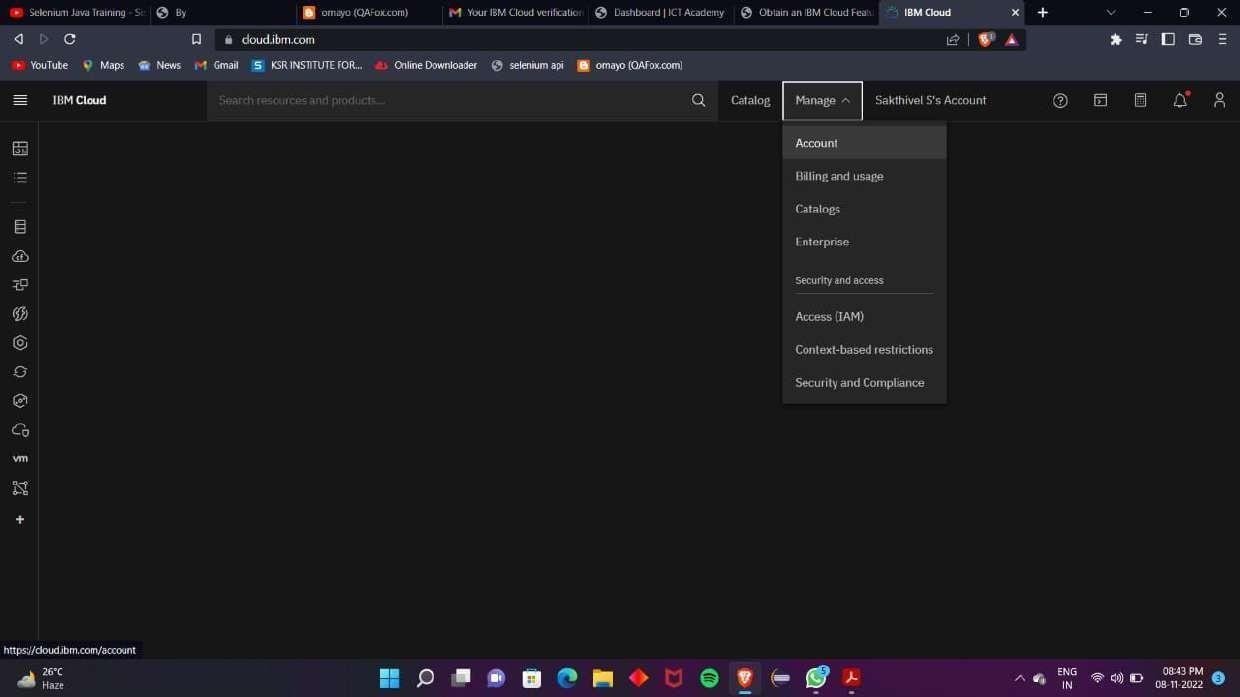 Selenium Java Training - Se
By
omayo (QAFox.com)
Your IBM Cloud verification
Dashboard | ICT Academy
Obtain an IBM Cloud Featu
IBM Cloud
cloud.ibm.com
YouTube
Maps
News
Gmail
KSR INSTITUTE FOR...
Online Downloader
selenium api
omayo (QAFox.com)
IBM Cloud
Search resources and products...
Catalog
Manage
Sakthivel S's Account
Account
Billing and usage
Catalogs
Enterprise
Security and access
Access (IAM)
Context-based restrictions
Security and Compliance
vm
https://cloud.ibm.com/account
26°C
Haze
5
ENG
IN
08:43 PM
08-11-2022
3